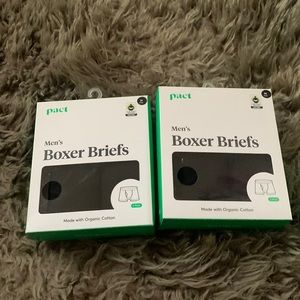 pact
Men's
Boxer Briefs
Made with Organic Cotton
pact
Men's
Boxer Briefs
Made with Organic Cotton